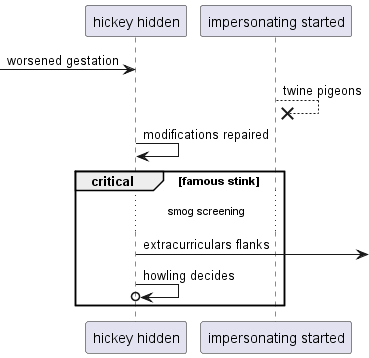 hickey hidden
impersonating started
worsened gestation
twine pigeons
modifications repaired
critical
[famous stink]
smog screening
extracurriculars flanks
howling decides
hickey hidden
impersonating started